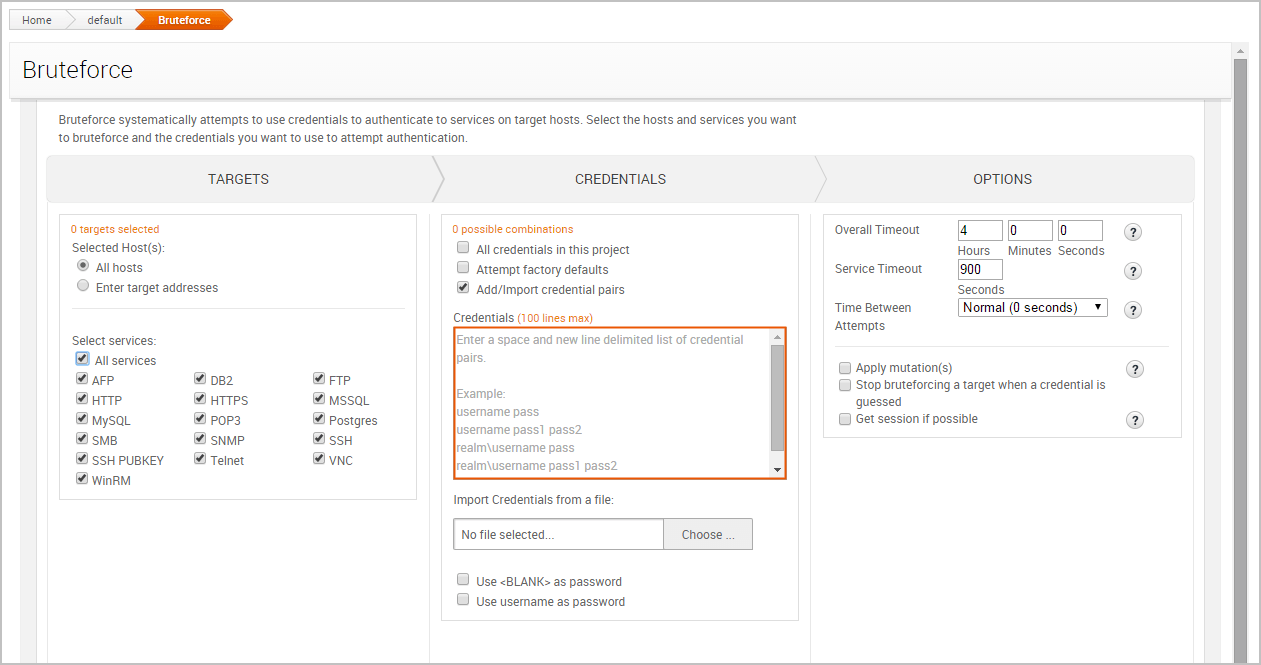 Home default Bruteforce
Bruteforce
Bruteforce systematically attempts to use credentials to authenticate to services on target hosts. Select the hosts and services you want
to bruteforce and the credentials you want to use to attempt authentication.
TARGETS CREDENTIALS OPTIONS
0 targets selected
Selected Host(s):
All hosts
Enter target addresses
Select services:
All services
AFP DB2 FTP
HTTP HTTPS MSSQL
MySQL POP3 Postgres
SMB SNMP SSH
SSH PUBKEY Telnet VNC
WinRM
0 possible combinations
All credentials in this project
Attempt factory defaults
Add/Import credential pairs
Credentials (100 lines max)
Enter a space and new line delimited list of credential
pairs.
Example:
username pass
username pass1 pass2
realm\username pass
realm\username pass1 pass2
Import Credentials from a file:
No file selected... Choose ...
Use <BLANK> as password
Use username as password
Overall Timeout 4 0 0 ?
Hours Minutes Seconds
Service Timeout 900 ?
Seconds
Time Between Normal (0 seconds) ?
Attempts
Apply mutation(s) ?
Stop bruteforcing a target when a credential is
guessed
Get session if possible ?